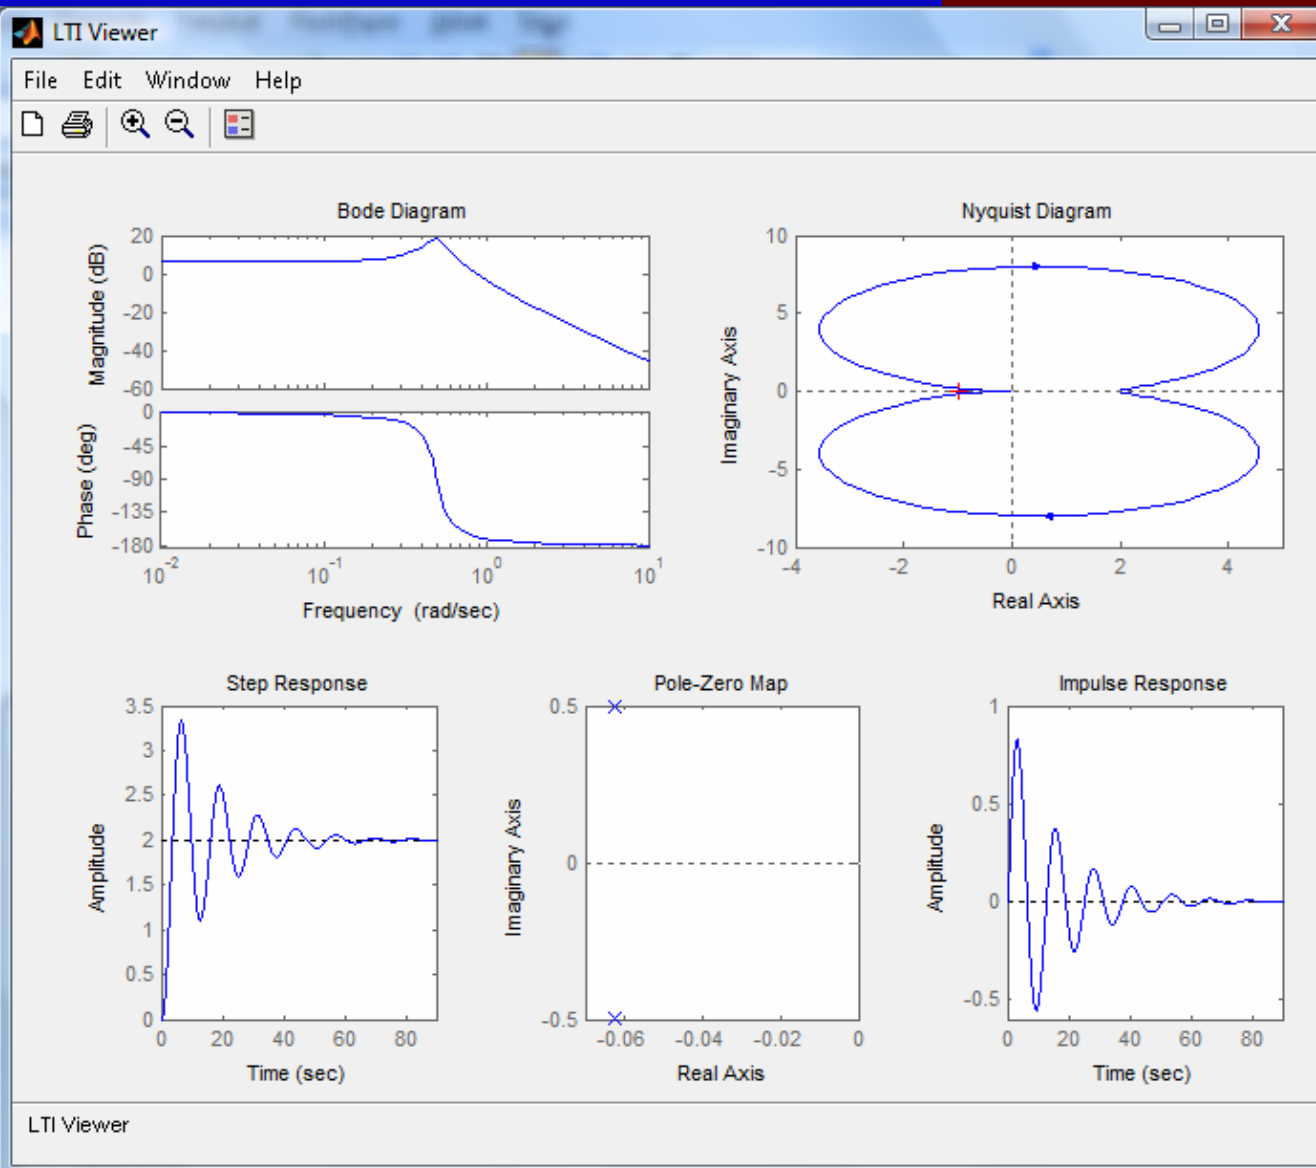 LTI Viewer
File Edit Window Help
Bode Diagram
Magnitude (dB)
20
0
-20
-40
-60
Phase (deg)
0
-45
-90
-135
-180
10^-2 10^-1 10^0 10^1
Frequency (rad/sec)
Nyquist Diagram
Imaginary Axis
10
5
0
-5
-10
-4 -2 0 2 4
Real Axis
Step Response
Amplitude
3.5
3
2.5
2
1.5
1
0.5
0
0 20 40 60 80
Time (sec)
Pole-Zero Map
Imaginary Axis
0.5
0
-0.5
-0.06 -0.04 -0.02 0
Real Axis
Impulse Response
Amplitude
1
0.5
0
-0.5
0 20 40 60 80
Time (sec)
LTI Viewer